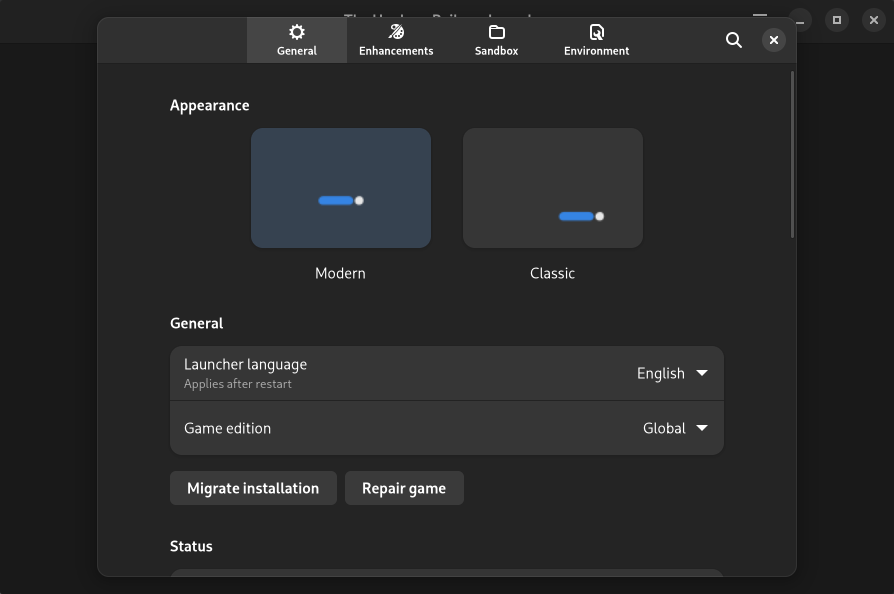 General
Enhancements
Sandbox
Environment
Appearance
Modern
Classic
General
Launcher language
Applies after restart
English
Game edition
Global
Migrate installation
Repair game
Status